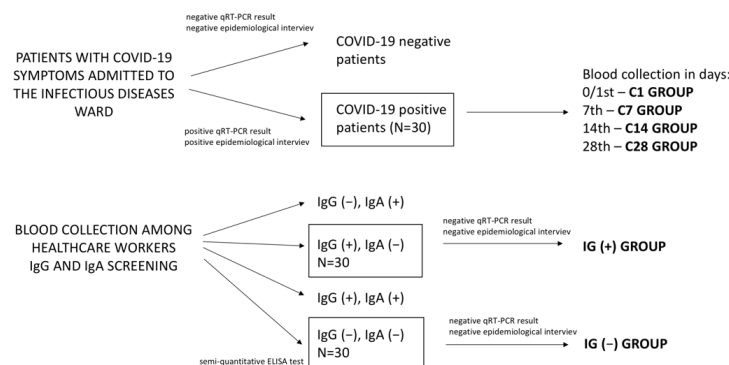 negative qRT-PCR result
negative epidemiological interviev
COVID-19 negative
patients
PATIENTS WITH COVID-19
SYMPTOMS ADMITTED TO
THE INFECTIOUS DISEASES
WARD
COVID-19 positive
patients (N=30)
positive qRT-PCR result
positive epidemiological interviev
Blood collection in days:
0/1st – C1 GROUP
7th – C7 GROUP
14th – C14 GROUP
28th – C28 GROUP
BLOOD COLLECTION AMONG
HEALTHCARE WORKERS
IgG AND IgA SCREENING
IgG (−), IgA (+)
IgG (+), IgA (−)
N=30
negative qRT-PCR result
negative epidemiological interviev
IG (+) GROUP
IgG (+), IgA (+)
IgG (−), IgA (−)
N=30
negative qRT-PCR result
negative epidemiological interviev
IG (−) GROUP
semi-quantitative ELISA test